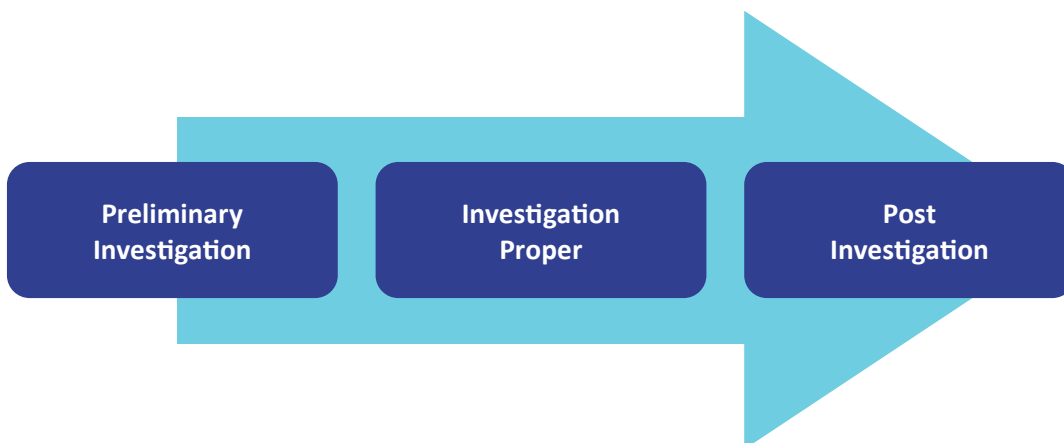 Preliminary
Investigation
Investigation
Proper
Post
Investigation